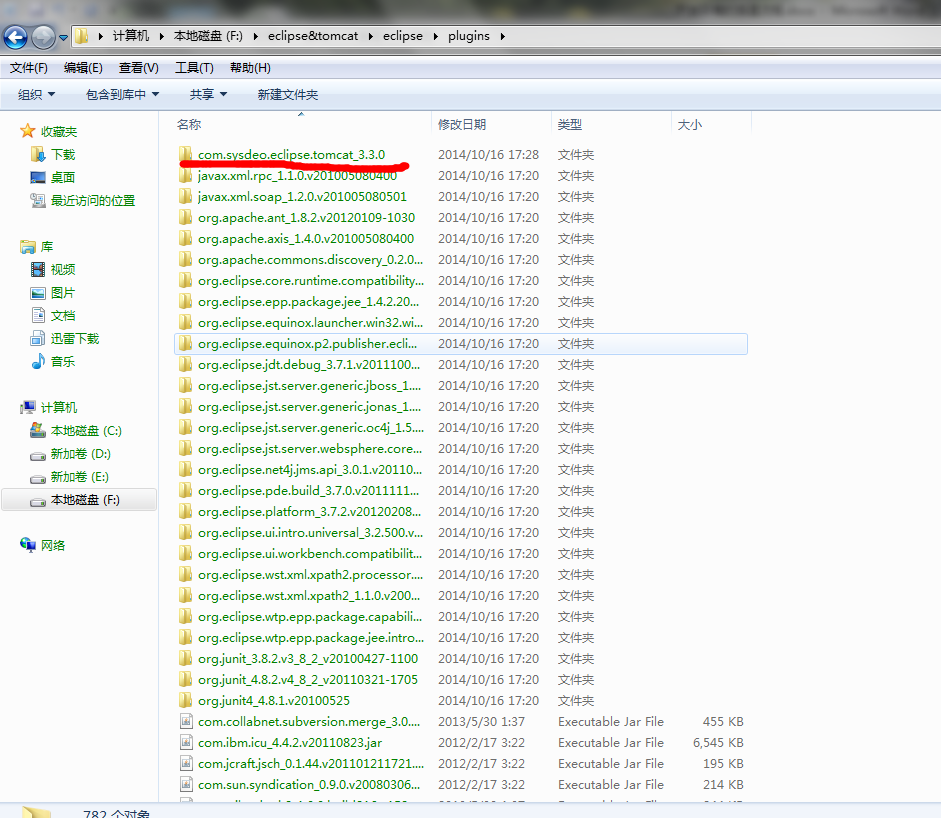 计算机 本地磁盘 (F:) eclipse&tomcat eclipse plugins
文件(F) 编辑(E) 查看(V) 工具(T) 帮助(H)
组织 包含到库中 共享 新建文件夹
名称 修改日期 类型 大小
收藏夹
下载
桌面
最近访问的位置
库
视频
图片
文档
迅雷下载
音乐
计算机
本地磁盘 (C:)
新加卷 (D:)
新加卷 (E:)
本地磁盘 (F:)
网络
com.sysdeo.eclipse.tomcat_3.3.0 2014/10/16 17:28 文件夹
javax.xml.rpc_1.1.0.v201005080400 2014/10/16 17:20 文件夹
javax.xml.soap_1.2.0.v201005080501 2014/10/16 17:20 文件夹
org.apache.ant_1.8.2.v20120109-1030 2014/10/16 17:20 文件夹
org.apache.axis_1.4.0.v201005080400 2014/10/16 17:20 文件夹
org.apache.commons.discovery_0.2.0... 2014/10/16 17:20 文件夹
org.eclipse.core.runtime.compatibility... 2014/10/16 17:20 文件夹
org.eclipse.epp.package.jee_1.4.2.20... 2014/10/16 17:20 文件夹
org.eclipse.equinox.launcher.win32.wi... 2014/10/16 17:20 文件夹
org.eclipse.equinox.p2.publisher.ecli... 2014/10/16 17:20 文件夹
org.eclipse.jdt.debug_3.7.1.v2011100... 2014/10/16 17:20 文件夹
org.eclipse.jst.server.generic.jboss_1.... 2014/10/16 17:20 文件夹
org.eclipse.jst.server.generic.jonas_1.... 2014/10/16 17:20 文件夹
org.eclipse.jst.server.generic.oc4j_1.5.... 2014/10/16 17:20 文件夹
org.eclipse.jst.server.websphere.core... 2014/10/16 17:20 文件夹
org.eclipse.net4j.jms.api_3.0.1.v20110... 2014/10/16 17:20 文件夹
org.eclipse.pde.build_3.7.0.v2011111... 2014/10/16 17:20 文件夹
org.eclipse.platform_3.7.2.v20120208... 2014/10/16 17:20 文件夹
org.eclipse.ui.intro.universal_3.2.500.v... 2014/10/16 17:20 文件夹
org.eclipse.ui.workbench.compatibilit... 2014/10/16 17:20 文件夹
org.eclipse.wst.xml.xpath2.processor.... 2014/10/16 17:20 文件夹
org.eclipse.wst.xml.xpath2_1.1.0.v200... 2014/10/16 17:20 文件夹
org.eclipse.wtp.epp.package.capabili... 2014/10/16 17:20 文件夹
org.eclipse.wtp.epp.package.jee.intro... 2014/10/16 17:20 文件夹
org.junit_3.8.2.v3_8_2_v20100427-1100 2014/10/16 17:20 文件夹
org.junit_4.8.2.v4_8_2_v20110321-1705 2014/10/16 17:20 文件夹
org.junit4_4.8.1.v20100525 2014/10/16 17:20 文件夹
com.collabnet.subversion.merge_3.0.... 2013/5/30 1:37 Executable Jar File 455 KB
com.ibm.icu_4.4.2.v20110823.jar 2012/2/17 3:22 Executable Jar File 6,545 KB
com.jcraft.jsch_0.1.44.v201101211721.... 2012/2/17 3:22 Executable Jar File 195 KB
com.sun.syndication_0.9.0.v20080306... 2012/2/17 3:22 Executable Jar File 214 KB
782 个对象